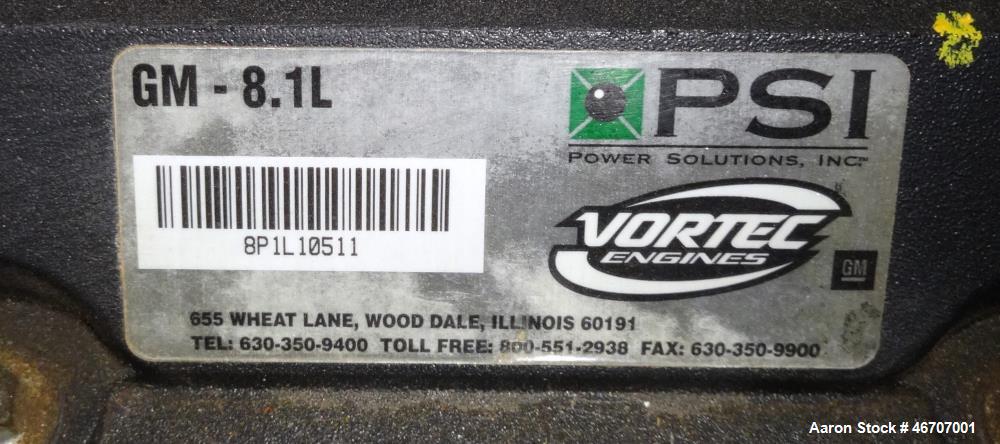 GM - 8.1L
PSI
POWER SOLUTIONS, INC.™
8P1L10511
VORTEC
ENGINES
GM
655 WHEAT LANE, WOOD DALE, ILLINOIS 60191
TEL: 630-350-9400 TOLL FREE: 800-551-2938 FAX: 630-350-9900
Aaron Stock # 46707001